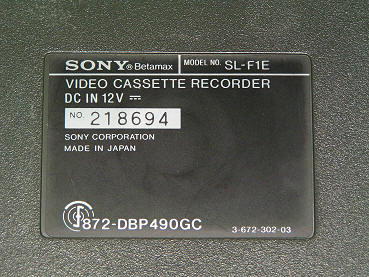 SONY® Betamax MODEL NO. SL-F1E
VIDEO CASSETTE RECORDER
DC IN 12V
NO. 218694
SONY CORPORATION
MADE IN JAPAN
872-DBP490GC 3-672-302-03